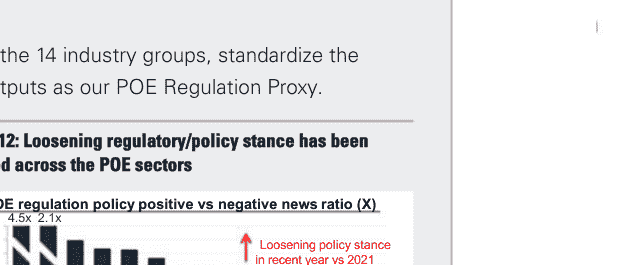 the 14 industry groups, standardize the
tputs as our POE Regulation Proxy.
12: Loosening regulatory/policy stance has been
d across the POE sectors
OE regulation policy positive vs negative news ratio (X)
4.5x 2.1x
Loosening policy stance
in recent year vs 2021